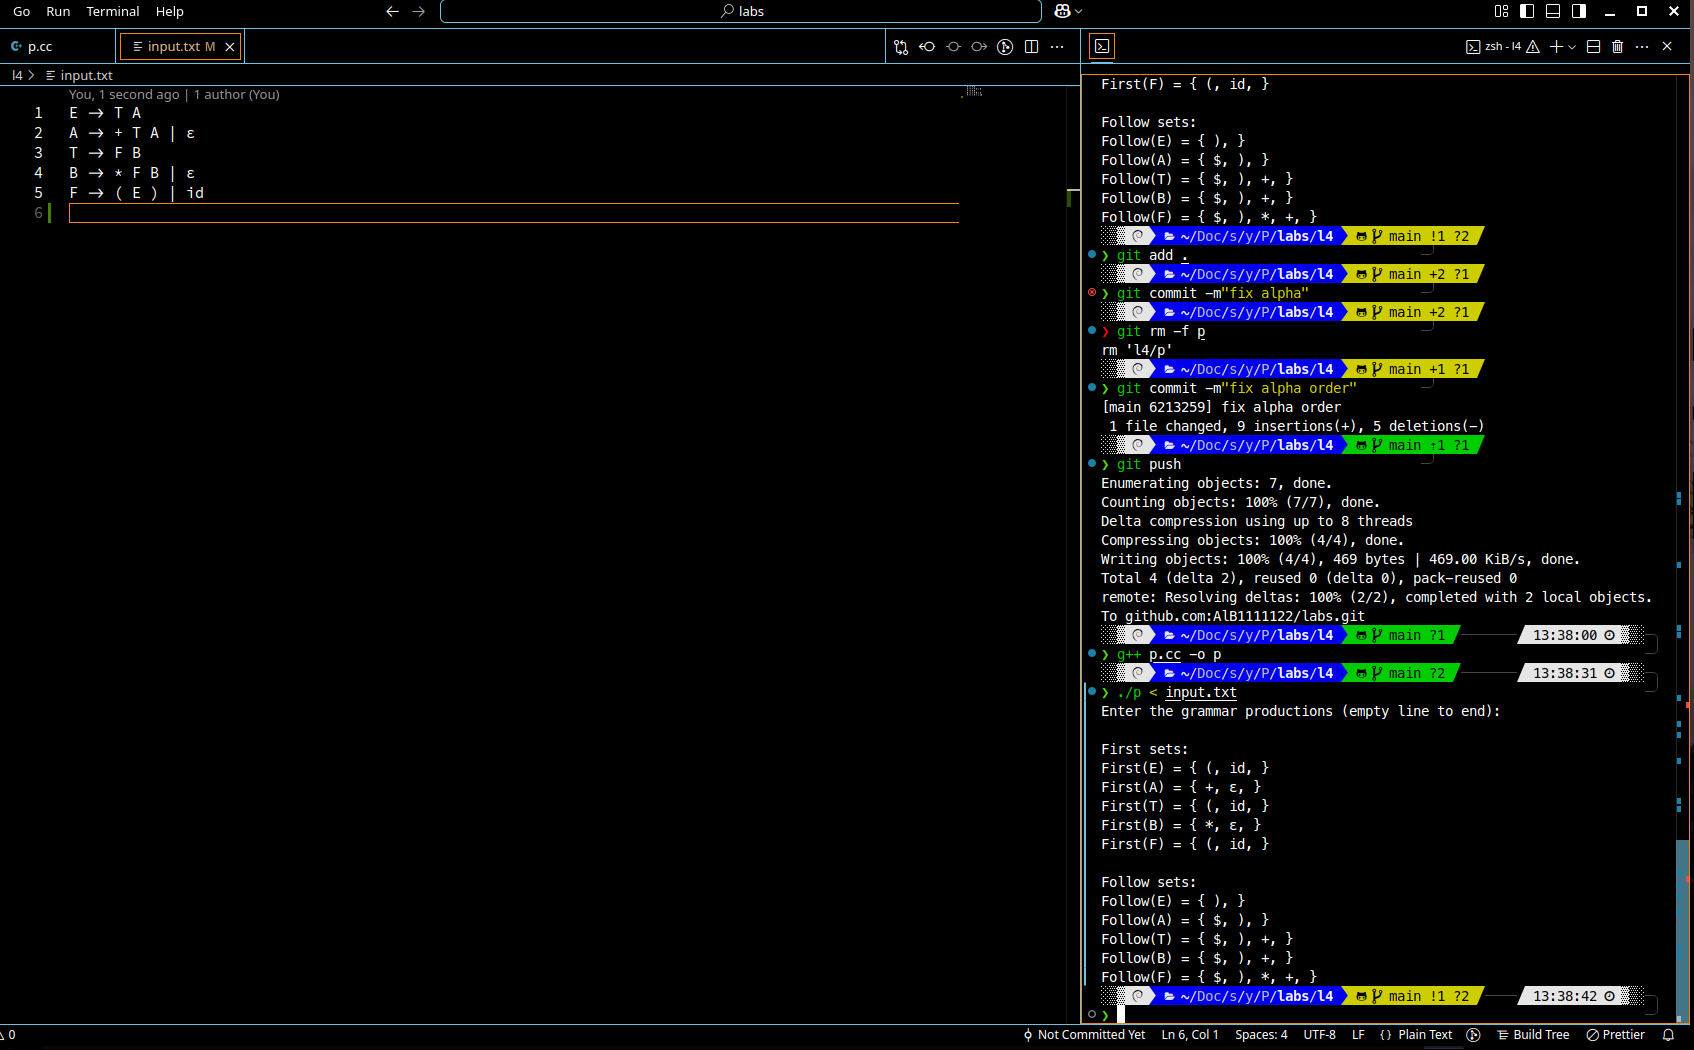 Go Run Terminal Help
labs
p.cc
input.txt M
zsh - l4
l4 > input.txt
You, 1 second ago | 1 author (You)
1 E → T A
2 A → + T A | ε
3 T → F B
4 B → * F B | ε
5 F → ( E ) | id
6
First(F) = { (, id, }
Follow sets:
Follow(E) = { ), }
Follow(A) = { $, ), }
Follow(T) = { $, ), +, }
Follow(B) = { $, ), +, }
Follow(F) = { $, ), *, +, }
~/Doc/s/y/P/labs/l4 main !1 ?2
❯ git add .
~/Doc/s/y/P/labs/l4 main +2 ?1
❯ git commit -m"fix alpha"
~/Doc/s/y/P/labs/l4 main +2 ?1
❯ git rm -f p
rm 'l4/p'
~/Doc/s/y/P/labs/l4 main +1 ?1
❯ git commit -m"fix alpha order"
[main 6213259] fix alpha order
1 file changed, 9 insertions(+), 5 deletions(-)
~/Doc/s/y/P/labs/l4 main ⇡1 ?1
❯ git push
Enumerating objects: 7, done.
Counting objects: 100% (7/7), done.
Delta compression using up to 8 threads
Compressing objects: 100% (4/4), done.
Writing objects: 100% (4/4), 469 bytes | 469.00 KiB/s, done.
Total 4 (delta 2), reused 0 (delta 0), pack-reused 0
remote: Resolving deltas: 100% (2/2), completed with 2 local objects.
To github.com:AlB1111122/labs.git
~/Doc/s/y/P/labs/l4 main ?1 13:38:00
❯ g++ p.cc -o p
~/Doc/s/y/P/labs/l4 main ?2 13:38:31
❯ ./p < input.txt
Enter the grammar productions (empty line to end):
First sets:
First(E) = { (, id, }
First(A) = { +, ε, }
First(T) = { (, id, }
First(B) = { *, ε, }
First(F) = { (, id, }
Follow sets:
Follow(E) = { ), }
Follow(A) = { $, ), }
Follow(T) = { $, ), +, }
Follow(B) = { $, ), +, }
Follow(F) = { $, ), *, +, }
~/Doc/s/y/P/labs/l4 main !1 ?2 13:38:42
❯
0 Not Committed Yet Ln 6, Col 1 Spaces: 4 UTF-8 LF {} Plain Text Build Tree Prettier